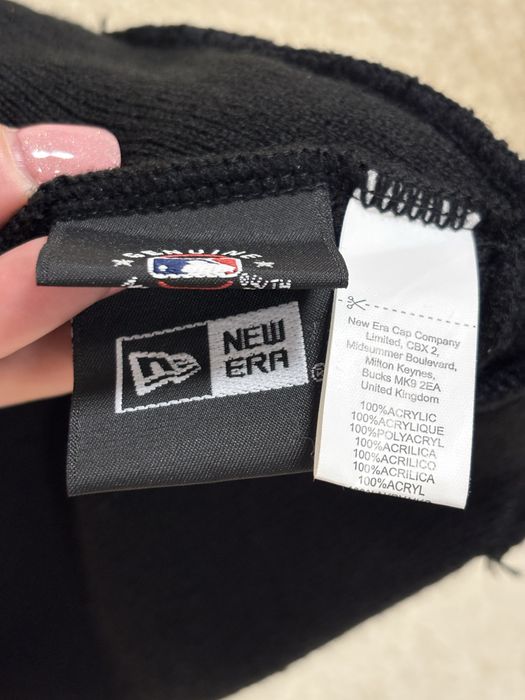 GENUINE
NEW
ERA
®
New Era Cap Company
Limited, CBX 2,
Midsummer Boulevard,
Milton Keynes,
Bucks MK9 2EA
United Kingdom
100%ACRYLIC
100%ACRYLIQUE
100%POLYACRYL
100%ACRILICA
100%ACRILICO
100%ACRÍLICA
100%ACRYL